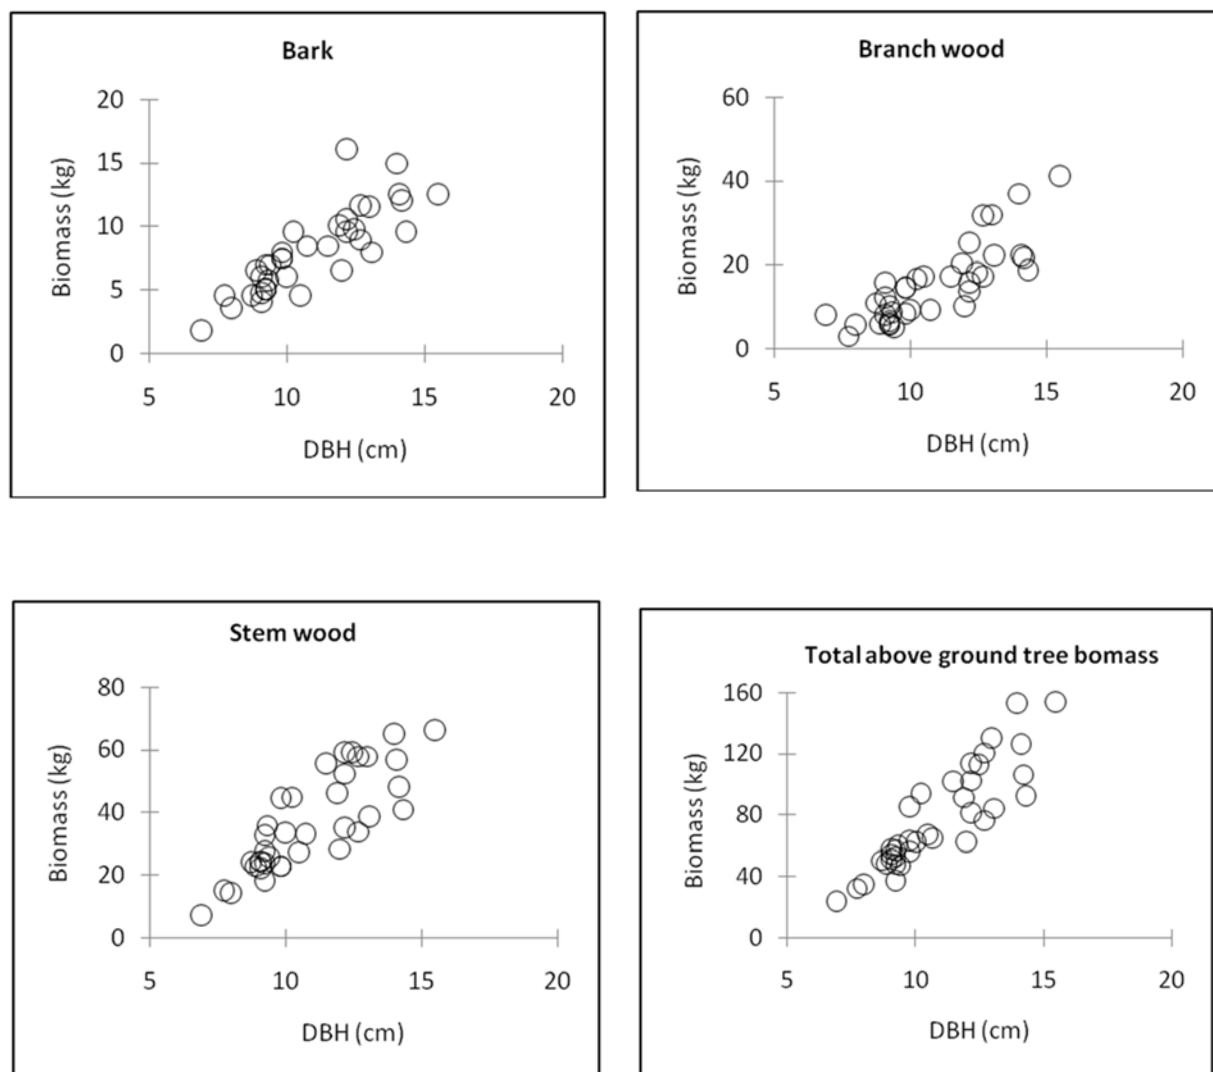 Bark
20
15
10
5
0
Biomass (kg)
5 10 15 20
DBH (cm)
Branch wood
60
40
20
0
Biomass (kg)
5 10 15 20
DBH (cm)
Stem wood
80
60
40
20
0
Biomass (kg)
5 10 15 20
DBH (cm)
Total above ground tree bomass
160
120
80
40
0
Biomass (kg)
5 10 15 20
DBH (cm)